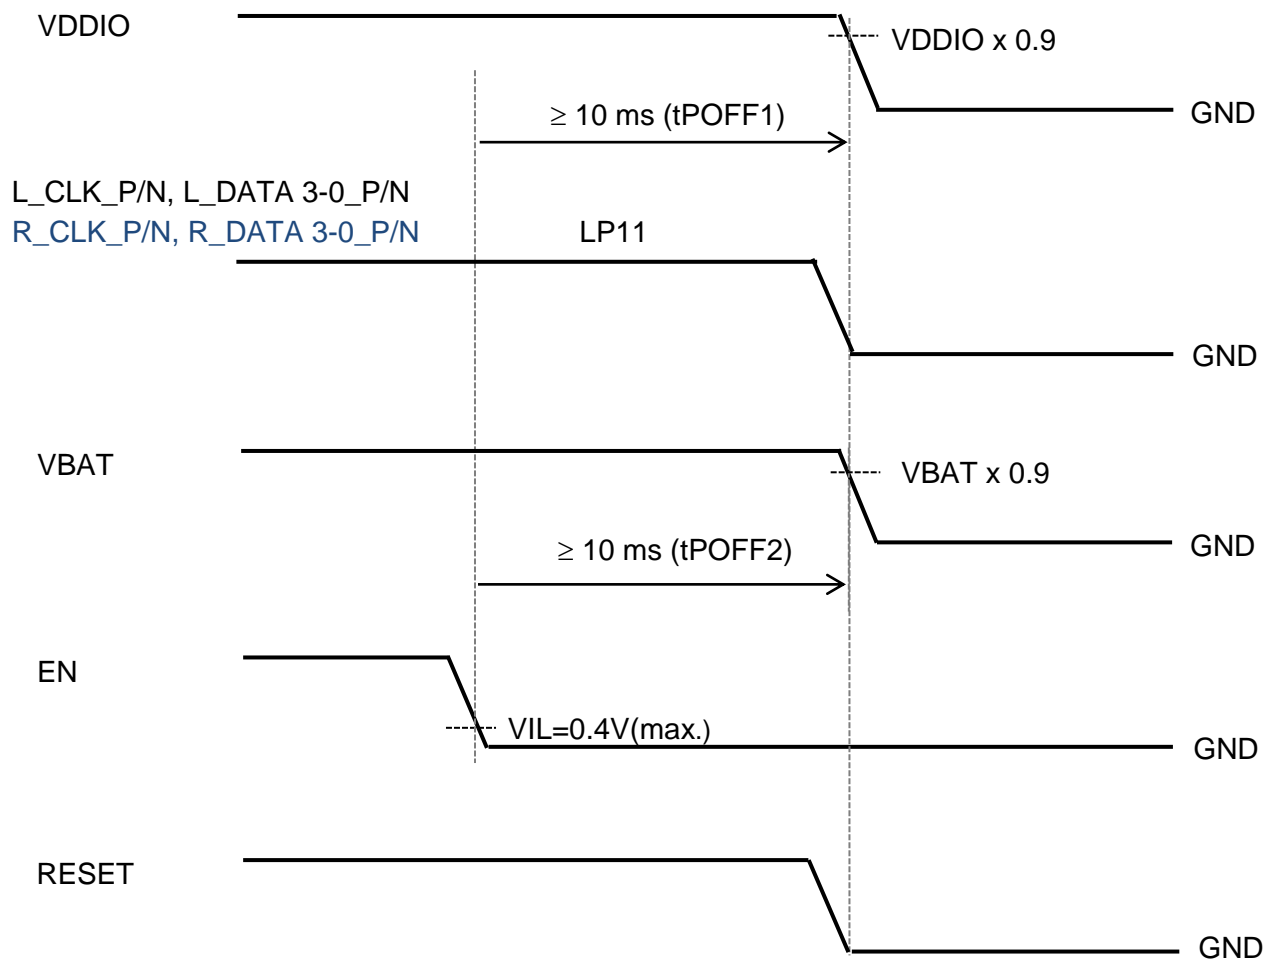 VDDIO
VDDIO x 0.9
GND
≥ 10 ms (tPOFF1)
L_CLK_P/N, L_DATA 3-0_P/N
R_CLK_P/N, R_DATA 3-0_P/N
LP11
GND
VBAT
VBAT x 0.9
GND
≥ 10 ms (tPOFF2)
EN
VIL=0.4V(max.)
GND
RESET
GND